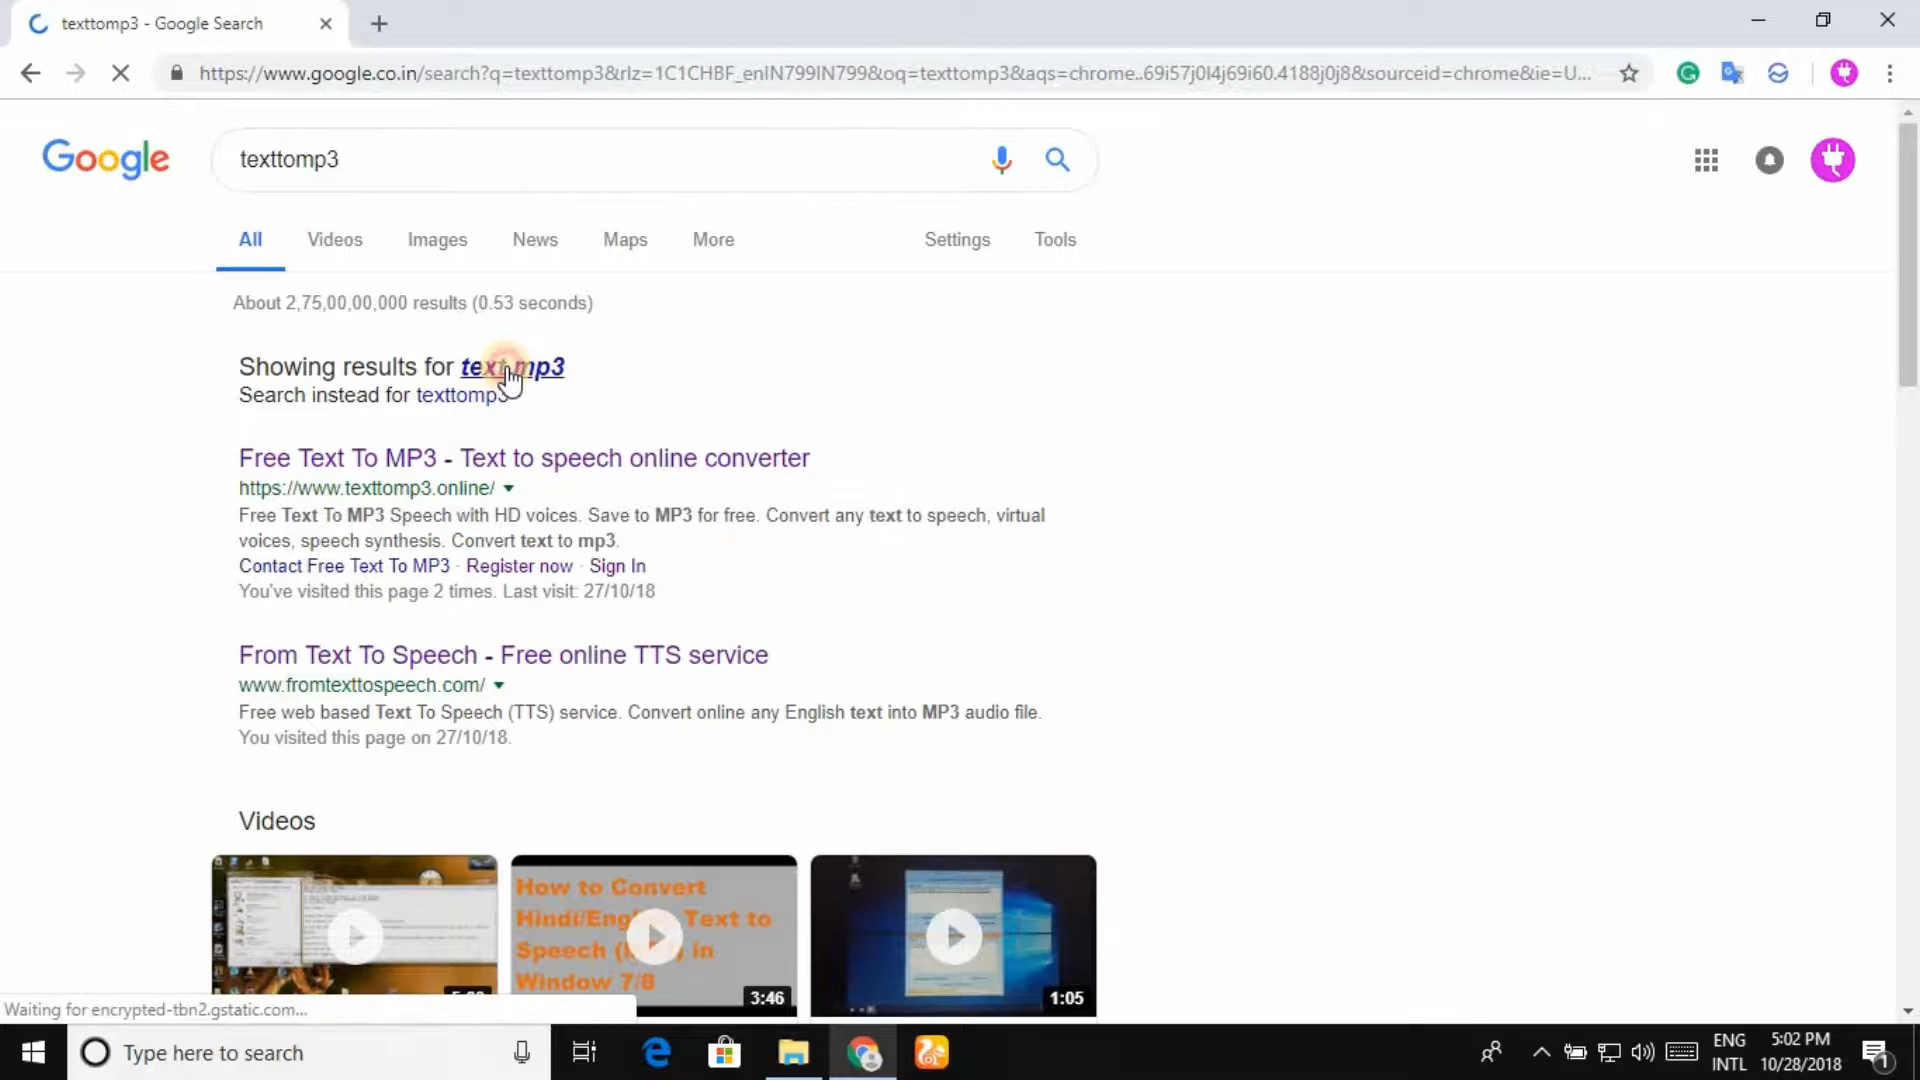 texttomp3 - Google Search
https://www.google.co.in/search?q=texttomp3&rlz=1C1CHBF_enIN799IN799&oq=texttomp3&aqs=chrome..69i57j0l4j69i60.4188j0j8&sourceid=chrome&ie=U...
Google
texttomp3
All Videos Images News Maps More Settings Tools
About 2,75,00,00,000 results (0.53 seconds)
Showing results for text mp3
Search instead for texttomp3
Free Text To MP3 - Text to speech online converter
https://www.texttomp3.online/
Free Text To MP3 Speech with HD voices. Save to MP3 for free. Convert any text to speech, virtual
voices, speech synthesis. Convert text to mp3.
Contact Free Text To MP3 · Register now · Sign In
You've visited this page 2 times. Last visit: 27/10/18
From Text To Speech - Free online TTS service
www.fromtexttospeech.com/
Free web based Text To Speech (TTS) service. Convert online any English text into MP3 audio file.
You visited this page on 27/10/18.
Videos
How to Convert
Text to
Speech in
Window 7/8
3:46
1:05
Waiting for encrypted-tbn2.gstatic.com...
Type here to search
ENG
INTL
5:02 PM
10/28/2018
1